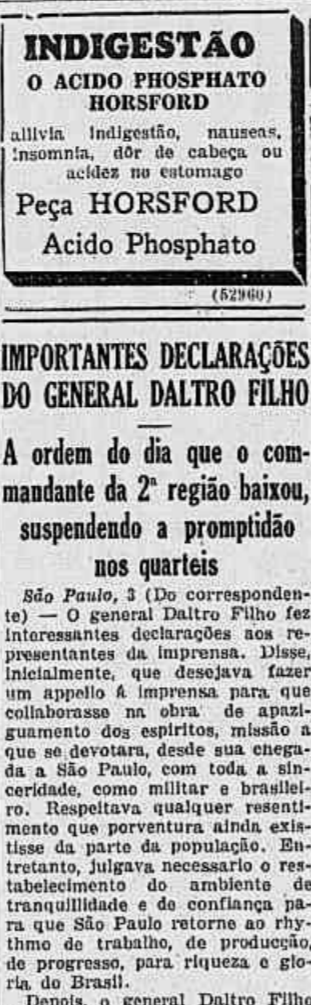 INDIGESTÃO
O ACIDO PHOSPHATO
HORSFORD
allivia indigestão, nauseas,
insomnia, dôr de cabeça ou
acidez no estomago
Peça HORSFORD
Acido Phosphato
(52960)
IMPORTANTES DECLARAÇÕES
DO GENERAL DALTRO FILHO
A ordem do dia que o com-
mandante da 2ª região baixou,
suspendendo a promptidão
nos quarteis
São Paulo, 3 (Do corresponden-
te) — O general Daltro Filho fez
interessantes declarações aos re-
presentantes da imprensa. Disse,
inicialmente, que desejava fazer
um appello á imprensa para que
collaborasse na obra de apazi-
guamento dos espiritos, missão a
que se devotara, desde sua chega-
da a São Paulo, com toda a sin-
ceridade, como militar e brasilei-
ro. Respeitava qualquer resenti-
mento que porventura ainda exis-
tisse da parte da população. En-
tretanto, julgava necessario o res-
tabelecimento do ambiente de
tranquillidade e de confiança pa-
ra que São Paulo retorne ao rhy-
thmo de trabalho, de producção,
de progresso, para riqueza e glo-
ria do Brasil.
Depois, o general Daltro Filho